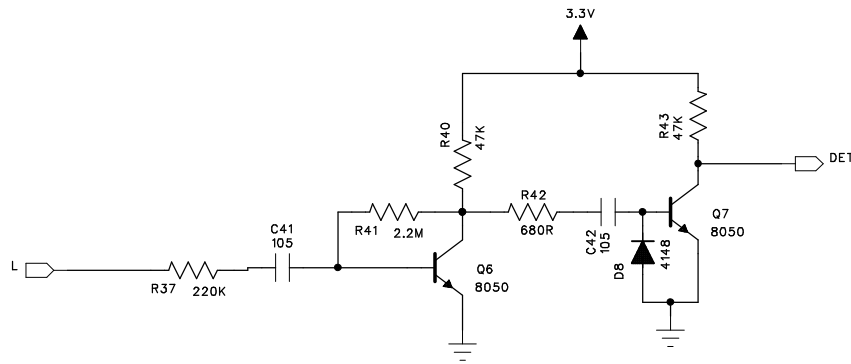 3.3V
R40
47K
R43
47K
DET
R42
680R
R41
2.2M
C41
105
C42
105
Q7
8050
D8
4148
L
R37
220K
Q6
8050